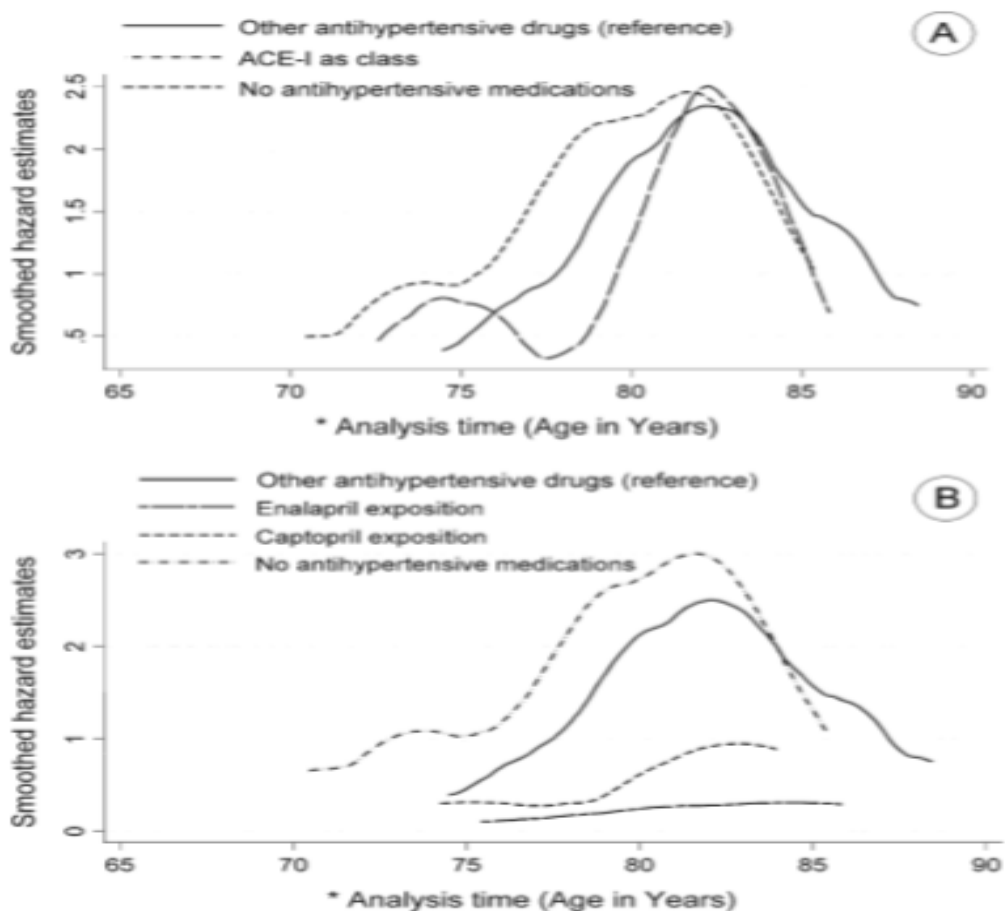 Other antihypertensive drugs (reference)
A
ACE-I as class
No antihypertensive medications
Smoothed hazard estimates
2.5
2
1.5
1
.5
65 70 75 80 85 90
* Analysis time (Age in Years)
Other antihypertensive drugs (reference)
B
Enalapril exposition
Captopril exposition
No antihypertensive medications
Smoothed hazard estimates
3
2
1
0
65 70 75 80 85 90
* Analysis time (Age in Years)